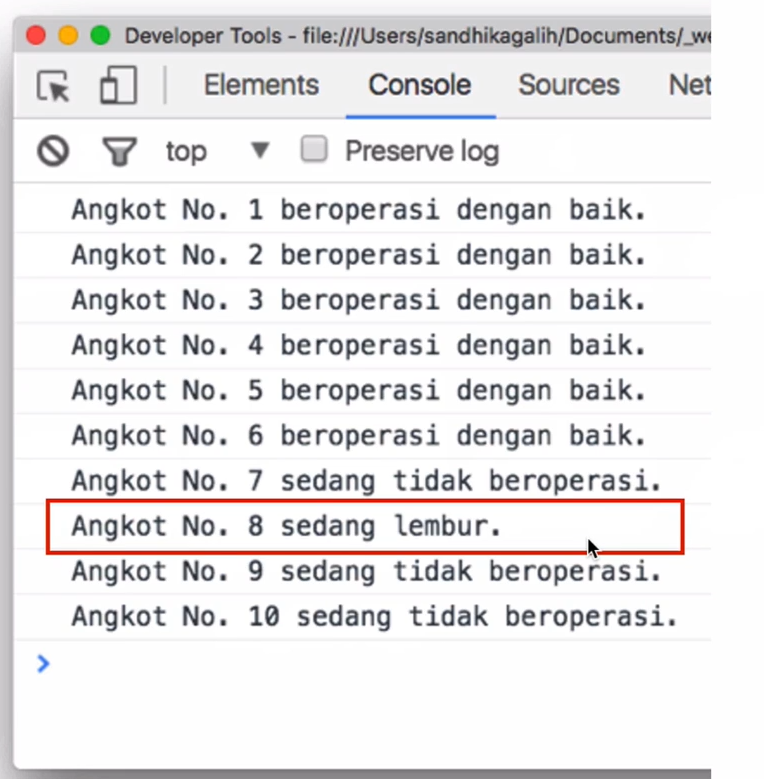 Developer Tools - file:///Users/sandhikagalih/Documents/_we
Elements Console Sources Net
top ▼ Preserve log
Angkot No. 1 beroperasi dengan baik.
Angkot No. 2 beroperasi dengan baik.
Angkot No. 3 beroperasi dengan baik.
Angkot No. 4 beroperasi dengan baik.
Angkot No. 5 beroperasi dengan baik.
Angkot No. 6 beroperasi dengan baik.
Angkot No. 7 sedang tidak beroperasi.
Angkot No. 8 sedang lembur.
Angkot No. 9 sedang tidak beroperasi.
Angkot No. 10 sedang tidak beroperasi.